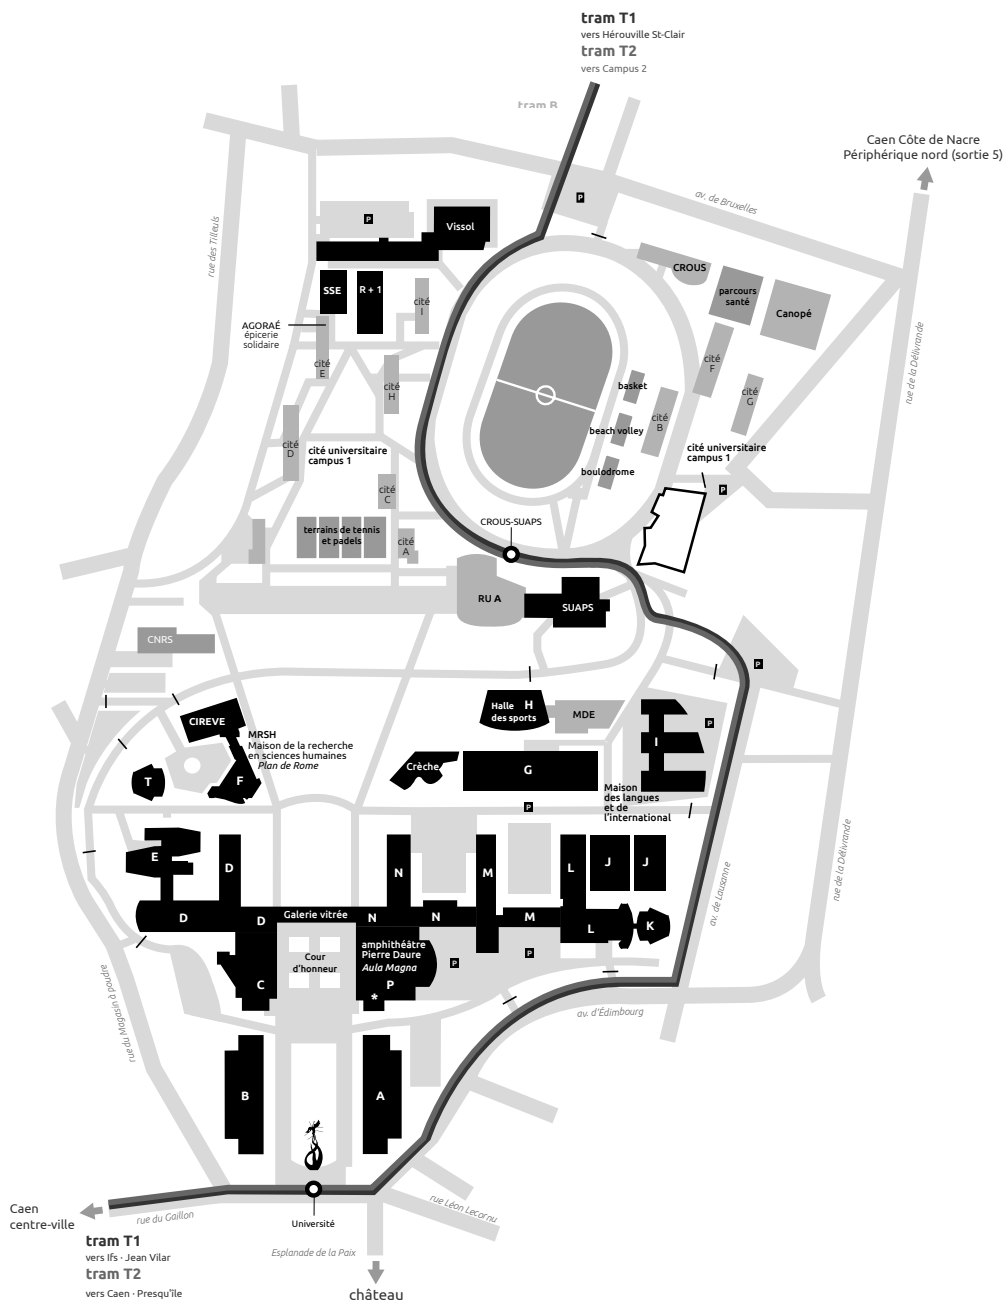 tram T1
vers Hérouville St-Clair
tram T2
vers Campus 2
tram B
Caen Côte de Nacre
Périphérique nord (sortie 5)
av. de Bruxelles
P
P
Vissol
rue des Tilleuls
CROUS
SSE
R + 1
cité
I
parcours
santé
Canopé
AGORAÉ
épicerie
solidaire
cité
E
cité
H
cité
F
cité
G
rue de la Délivrande
basket
cité
B
beach volley
boulodrome
cité
D
cité universitaire
campus 1
cité universitaire
campus 1
P
cité
C
CROUS-SUAPS
terrains de tennis
et padels
cité
A
RU A
SUAPS
CNRS
P
CIREVE
MRSH
Maison de la recherche
en sciences humaines
Plan de Rome
Halle H
des sports
MDE
P
I
T
F
Crèche
G
Maison
des langues
et de
l'international
P
E
D
N
M
L
J
J
rue de la Délivrande
av. de Lausanne
D
D
Galerie vitrée
N
N
M
L
K
amphithéâtre
Pierre Daure
Aula Magna
P
*
Cour
d'honneur
C
P
P
rue du Magasin à poudre
av. d'Édimbourg
B
A
Caen
centre-ville
rue du Gaillon
Université
rue Léon Lecornu
tram T1
vers Ifs · Jean Vilar
tram T2
vers Caen · Presqu'île
Esplanade de la Paix
château